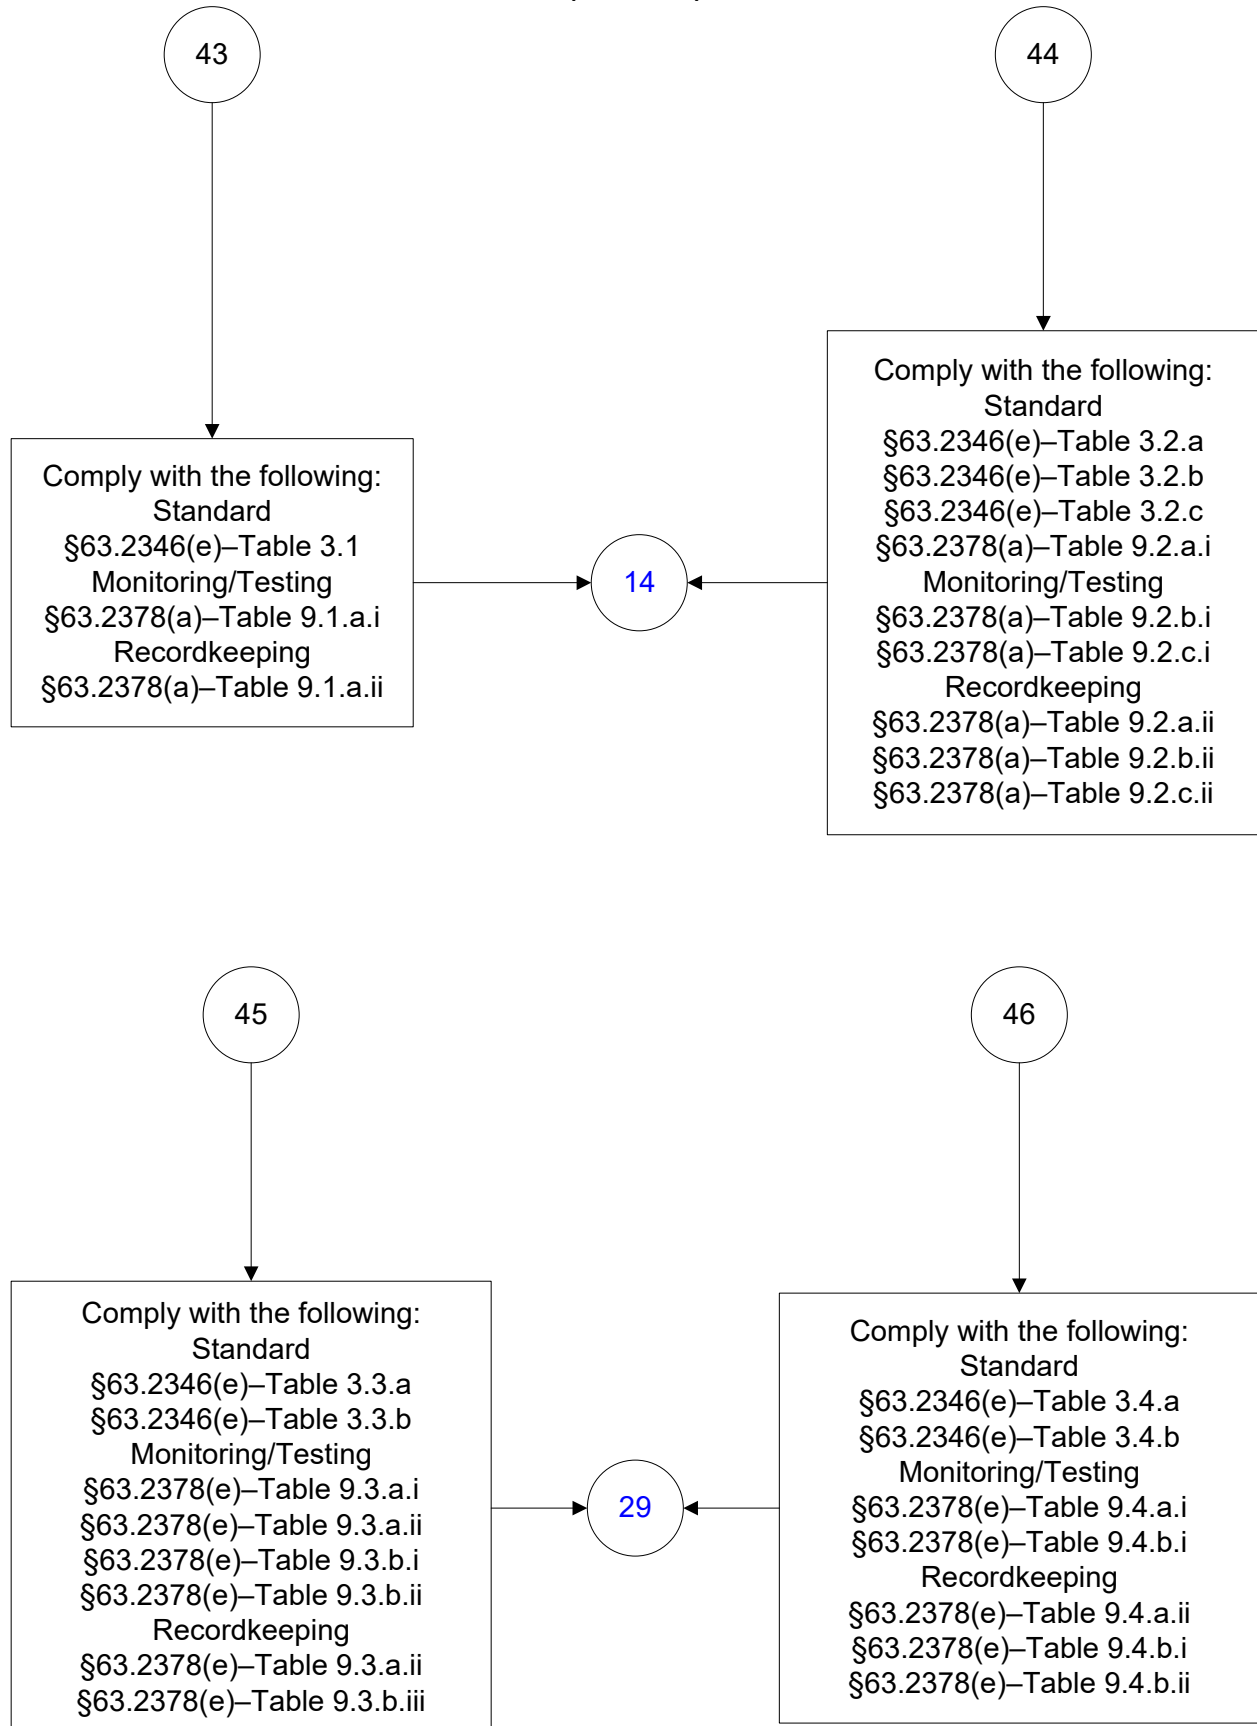 43
44
Comply with the following:
Standard
§63.2346(e)–Table 3.1
Monitoring/Testing
§63.2378(a)–Table 9.1.a.i
Recordkeeping
§63.2378(a)–Table 9.1.a.ii
14
Comply with the following:
Standard
§63.2346(e)–Table 3.2.a
§63.2346(e)–Table 3.2.b
§63.2346(e)–Table 3.2.c
§63.2378(a)–Table 9.2.a.i
Monitoring/Testing
§63.2378(a)–Table 9.2.b.i
§63.2378(a)–Table 9.2.c.i
Recordkeeping
§63.2378(a)–Table 9.2.a.ii
§63.2378(a)–Table 9.2.b.ii
§63.2378(a)–Table 9.2.c.ii
45
46
Comply with the following:
Standard
§63.2346(e)–Table 3.3.a
§63.2346(e)–Table 3.3.b
Monitoring/Testing
§63.2378(e)–Table 9.3.a.i
§63.2378(e)–Table 9.3.a.ii
§63.2378(e)–Table 9.3.b.i
§63.2378(e)–Table 9.3.b.ii
Recordkeeping
§63.2378(e)–Table 9.3.a.ii
§63.2378(e)–Table 9.3.b.iii
29
Comply with the following:
Standard
§63.2346(e)–Table 3.4.a
§63.2346(e)–Table 3.4.b
Monitoring/Testing
§63.2378(e)–Table 9.4.a.i
§63.2378(e)–Table 9.4.b.i
Recordkeeping
§63.2378(e)–Table 9.4.a.ii
§63.2378(e)–Table 9.4.b.i
§63.2378(e)–Table 9.4.b.ii